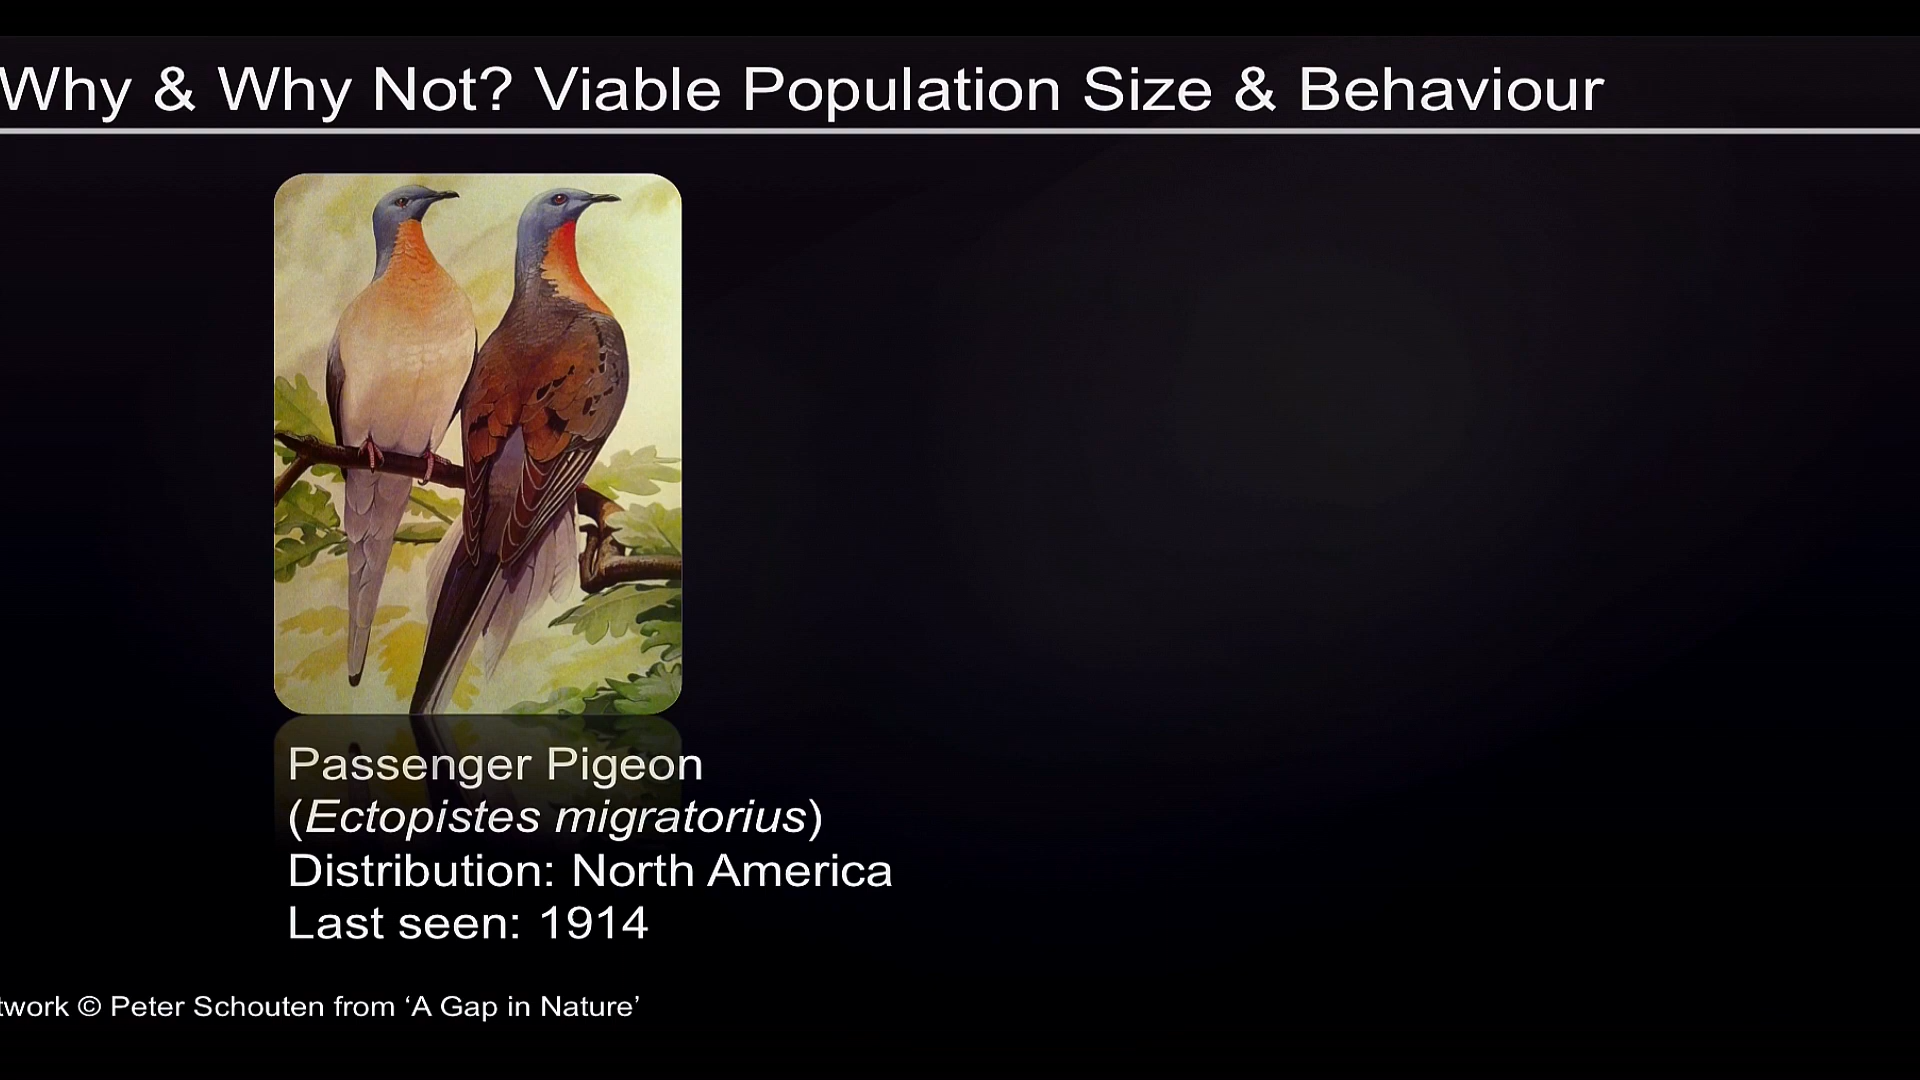 Why & Why Not? Viable Population Size & Behaviour
Passenger Pigeon
(Ectopistes migratorius)
Distribution: North America
Last seen: 1914
twork © Peter Schouten from ‘A Gap in Nature’